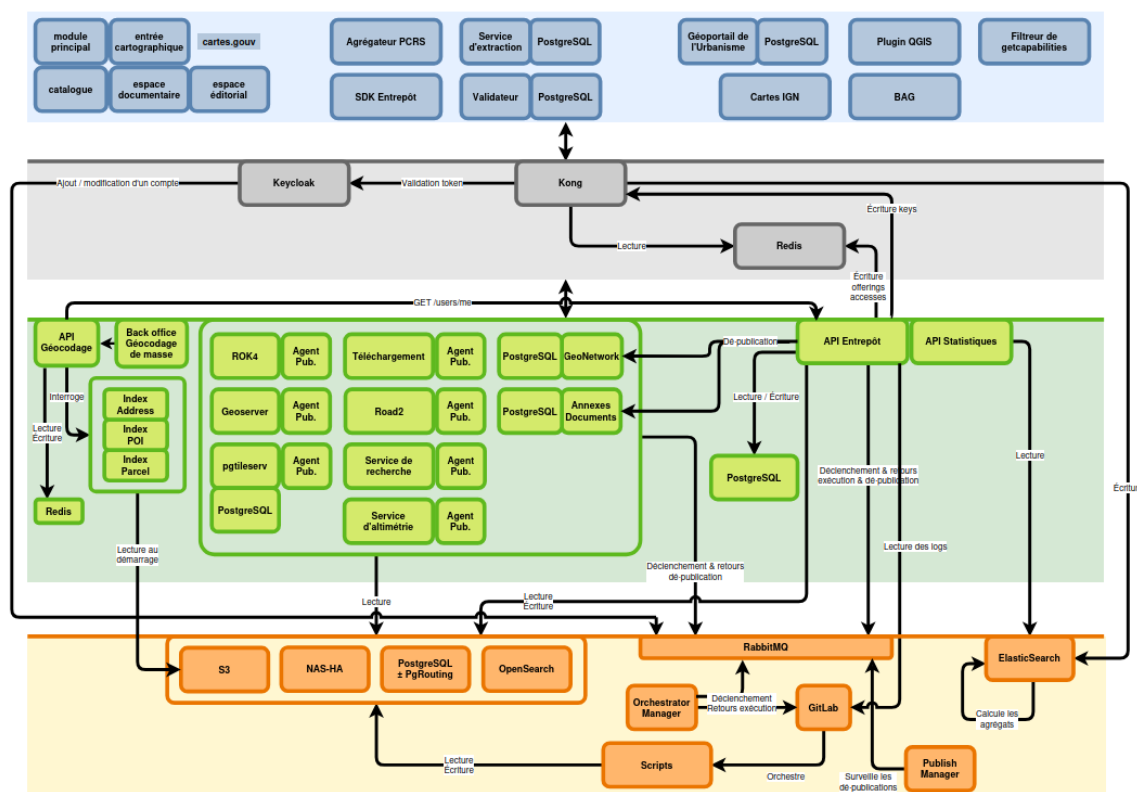 module
principal
entrée
cartographique
cartes.gouv
catalogue
espace
documentaire
espace
éditorial
Agrégateur PCRS
SDK Entrepôt
Service
d'extraction
PostgreSQL
Validateur
PostgreSQL
Géoportail de
l'Urbanisme
PostgreSQL
Cartes IGN
Plugin QGIS
BAG
Filtreur de
getcapabilities
Ajout / modification d'un compte
Keycloak
Validation token
Kong
Écriture keys
Lecture
Redis
Écriture
offerings
accesses
GET /users/me
API
Géocodage
Back office
Géocodage
de masse
Interroge
Index
Address
Index
POI
Index
Parcel
Lecture
Écriture
Redis
Lecture au
démarrage
ROK4
Agent
Pub.
Téléchargement
Agent
Pub.
PostgreSQL
GeoNetwork
Geoserver
Agent
Pub.
Road2
Agent
Pub.
PostgreSQL
Annexes
Documents
pgtileserv
Agent
Pub.
Service de
recherche
Agent
Pub.
PostgreSQL
Service
d'altimétrie
Agent
Pub.
Dé-publication
API Entrepôt
API Statistiques
Lecture / Écriture
PostgreSQL
Déclenchement & retours
exécution & dé-publication
Lecture
Écriture
Lecture des logs
Déclenchement & retours
dé-publication
Lecture
Lecture
Écriture
S3
NAS-HA
PostgreSQL
± PgRouting
OpenSearch
RabbitMQ
ElasticSearch
Orchestrator
Manager
Déclenchement
Retours exécution
GitLab
Calcule les
agrégats
Lecture
Écriture
Scripts
Orchestre
Surveille les
dé-publications
Publish
Manager